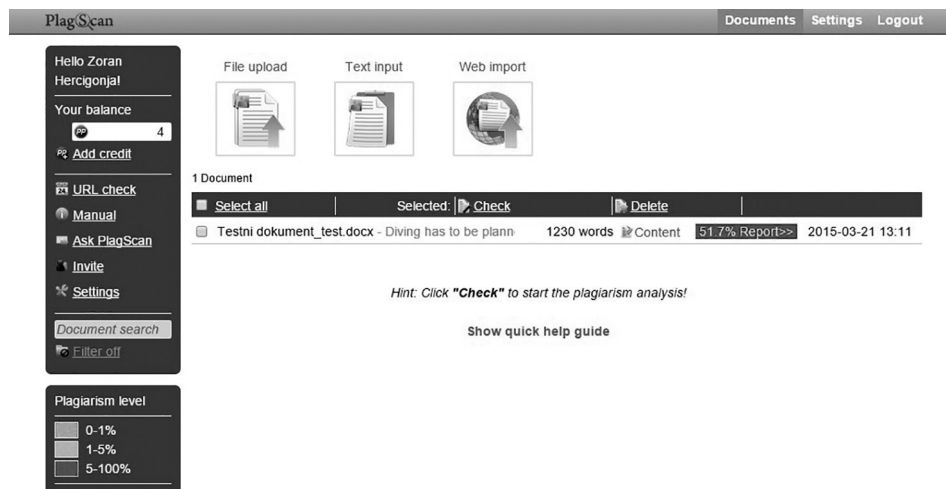 PlagScan
Documents Settings Logout
Hello Zoran
Hercigonja!
Your balance
PP 4
Add credit
URL check
Manual
Ask PlagScan
Invite
Settings
Document search
Filter off
Plagiarism level
0-1%
1-5%
5-100%
File upload Text input Web import
1 Document
Select all Selected: Check Delete
Testni dokument_test.docx - Diving has to be plann 1230 words Content 51.7% Report>> 2015-03-21 13:11
Hint: Click "Check" to start the plagiarism analysis!
Show quick help guide